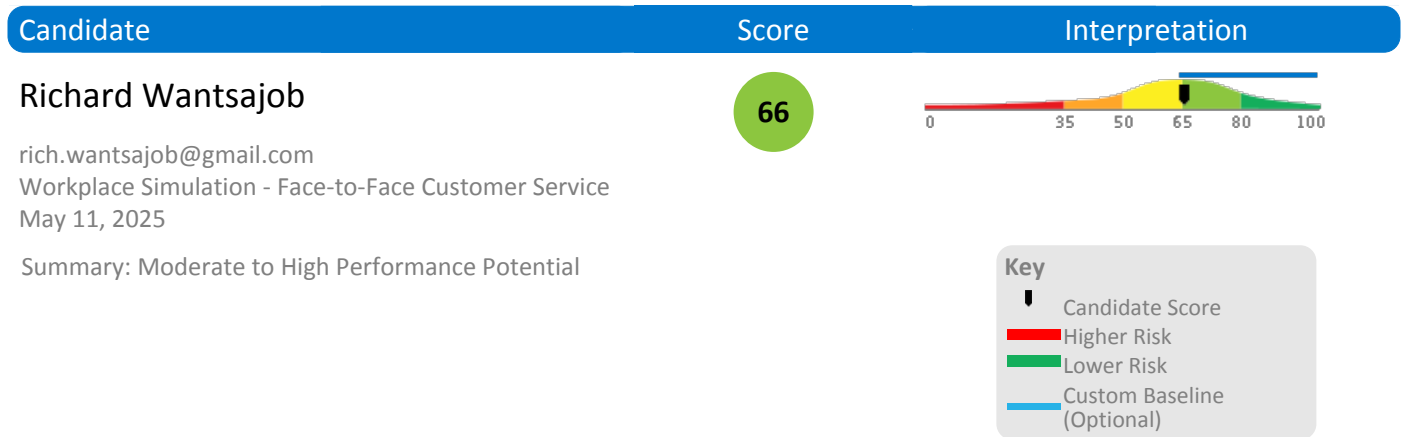 Candidate Score Interpretation
Richard Wantsajob
66
0 35 50 65 80 100
rich.wantsajob@gmail.com
Workplace Simulation - Face-to-Face Customer Service
May 11, 2025
Summary: Moderate to High Performance Potential
Key
Candidate Score
Higher Risk
Lower Risk
Custom Baseline
(Optional)